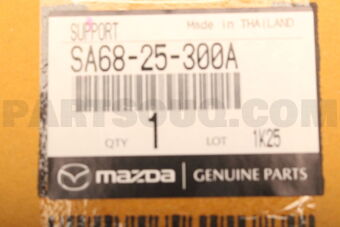 SUPPORT Made in THAILAND
SA68-25-300A
QTY 1 LOT 1K25
mazda GENUINE PARTS
PARTSOUQ.COM